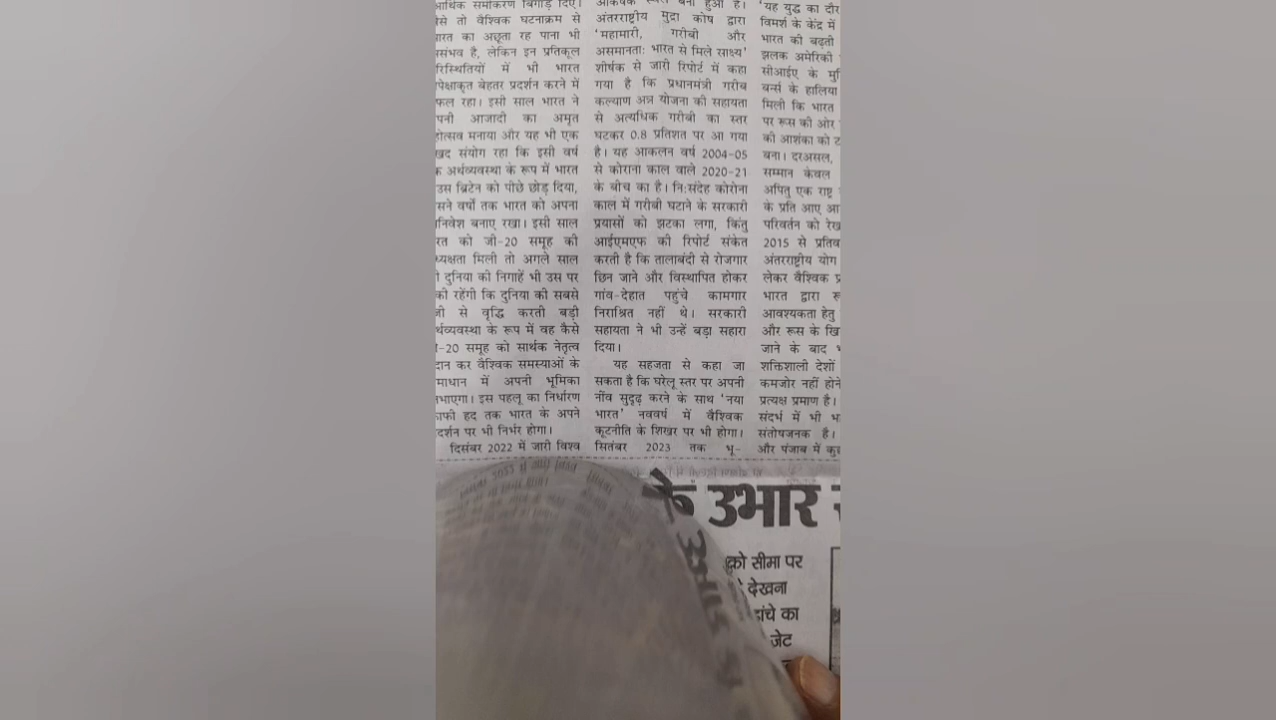 आर्थिक समीकरण बिगाड़ दिए।
से तो वैश्विक घटनाक्रम से
ारत का अछूता रह पाना भी
संभव है, लेकिन इन प्रतिकूल
रिस्थितियों में भी भारत
पेक्षाकृत बेहतर प्रदर्शन करने में
फल रहा। इसी साल भारत ने
पनी आजादी का अमृत
होत्सव मनाया और यह भी एक
खद संयोग रहा कि इसी वर्ष
क अर्थव्यवस्था के रूप में भारत
उस ब्रिटेन को पीछे छोड़ दिया,
सने वर्षों तक भारत को अपना
निवेश बनाए रखा। इसी साल
रत को जी-20 समूह की
ध्यक्षता मिली तो अगले साल
ी दुनिया की निगाहें भी उस पर
की रहेंगी कि दुनिया की सबसे
जी से वृद्धि करती बड़ी
र्थव्यवस्था के रूप में वह कैसे
ी-20 समूह को सार्थक नेतृत्व
दान कर वैश्विक समस्याओं के
माधान में अपनी भूमिका
नभाएगा। इस पहलू का निर्धारण
ाफी हद तक भारत के अपने
दर्शन पर भी निर्भर होगा।
दिसंबर 2022 में जारी विश्व
आकर्षक बना हुआ है।
अंतरराष्ट्रीय मुद्रा कोष द्वारा
'महामारी, गरीबी और
असमानता: भारत से मिले साक्ष्य'
शीर्षक से जारी रिपोर्ट में कहा
गया है कि प्रधानमंत्री गरीब
कल्याण अन्न योजना की सहायता
से अत्यधिक गरीबी का स्तर
घटकर 0.8 प्रतिशत पर आ गया
है। यह आकलन वर्ष 2004-05
से कोराना काल वाले 2020-21
के बीच का है। नि:संदेह कोरोना
काल में गरीबी घटाने के सरकारी
प्रयासों को झटका लगा, किंतु
आईएमएफ की रिपोर्ट संकेत
करती है कि तालाबंदी से रोजगार
छिन जाने और विस्थापित होकर
गांव-देहात पहुंचे कामगार
निराश्रित नहीं थे। सरकारी
सहायता ने भी उन्हें बड़ा सहारा
दिया।
यह सहजता से कहा जा
सकता है कि घरेलू स्तर पर अपनी
नींव सुदृढ़ करने के साथ 'नया
भारत' नववर्ष में वैश्विक
कूटनीति के शिखर पर भी होगा।
सितंबर 2023 तक भू-
'यह युद्ध का दौर
विमर्श के केंद्र में
भारत की बढ़ती
झलक अमेरिकी
सीआईए के मु
बर्न्स के हालिया
मिली कि भारत
पर रूस की ओर
की आशंका को ट
बना। दरअसल,
सम्मान केवल
अपितु एक राष्ट्र
के प्रति आए आ
परिवर्तन को रेख
2015 से प्रतिव
अंतरराष्ट्रीय योग
लेकर वैश्विक प्र
भारत द्वारा रू
आवश्यकता हेतु
और रूस के खि
जाने के बाद भ
शक्तिशाली देशों
कमजोर नहीं होने
प्रत्यक्ष प्रमाण है।
संदर्भ में भी भ
संतोषजनक है।
और पंजाब में कुछ
के उभार
को सीमा पर
देखना
ढांचे का
जेट